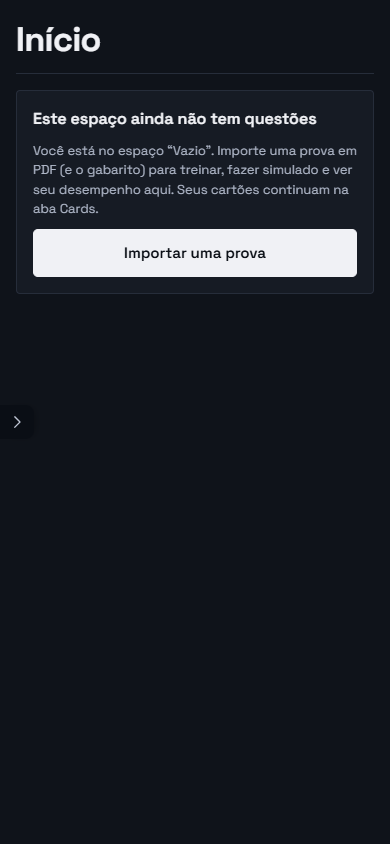 Início
Este espaço ainda não tem questões
Você está no espaço “Vazio”. Importe uma prova em
PDF (e o gabarito) para treinar, fazer simulado e ver
seu desempenho aqui. Seus cartões continuam na
aba Cards.
Importar uma prova